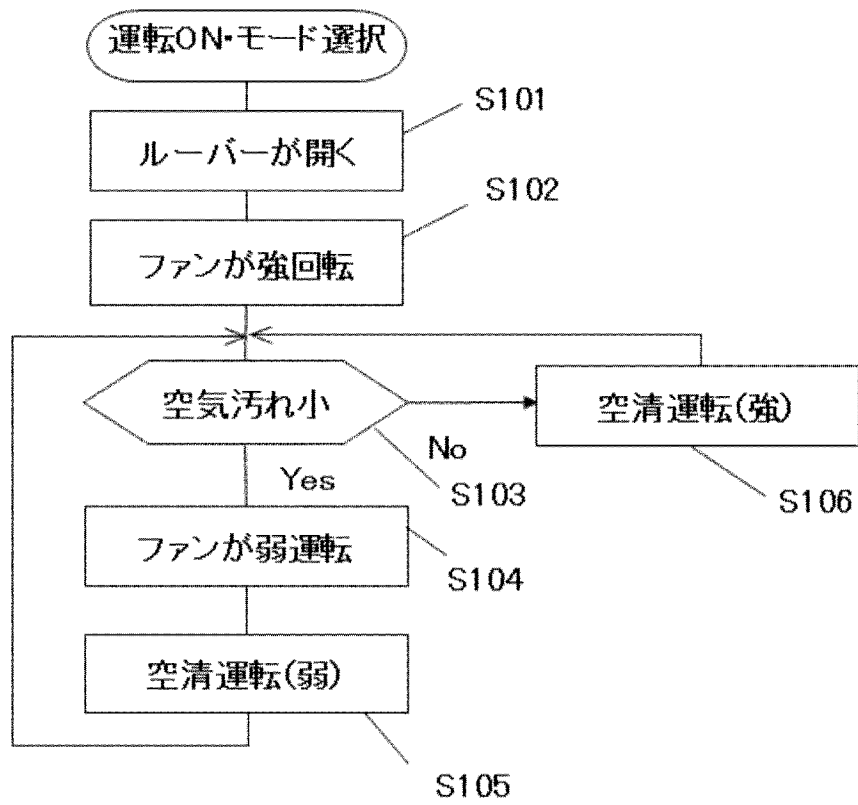 運転ON・モード選択
S101
ルーバーが開く
S102
ファンが強回転
空気汚れ小
空清運転(強)
No
Yes
S103
S106
ファンが弱運転
S104
空清運転(弱)
S105